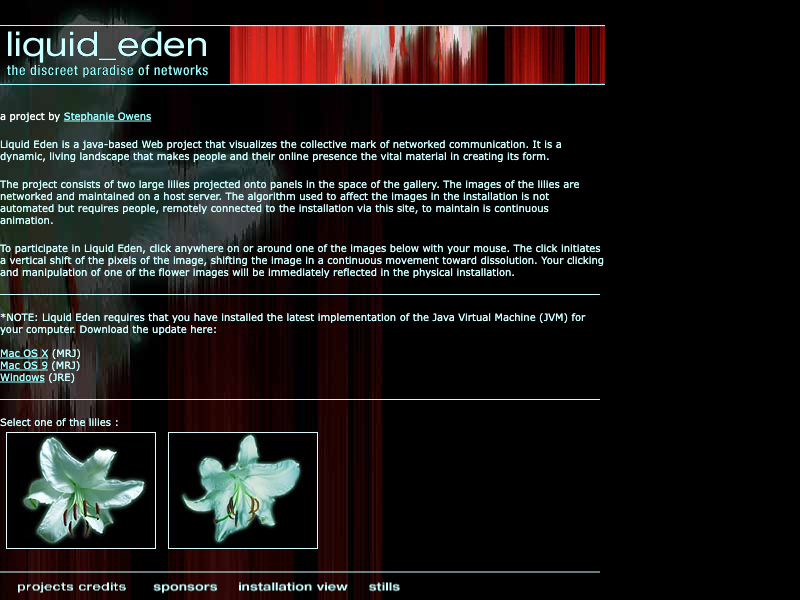 liquid_eden
the discreet paradise of networks
a project by Stephanie Owens
Liquid Eden is a java-based Web project that visualizes the collective mark of networked communication. It is a
dynamic, living landscape that makes people and their online presence the vital material in creating its form.
The project consists of two large lilies projected onto panels in the space of the gallery. The images of the lilies are
networked and maintained on a host server. The algorithm used to affect the images in the installation is not
automated but requires people, remotely connected to the installation via this site, to maintain is continuous
animation.
To participate in Liquid Eden, click anywhere on or around one of the images below with your mouse. The click initiates
a vertical shift of the pixels of the image, shifting the image in a continuous movement toward dissolution. Your clicking
and manipulation of one of the flower images will be immediately reflected in the physical installation.
*NOTE: Liquid Eden requires that you have installed the latest implementation of the Java Virtual Machine (JVM) for
your computer. Download the update here:
Mac OS X (MRJ)
Mac OS 9 (MRJ)
Windows (JRE)
Select one of the lilies :
projects credits sponsors installation view stills